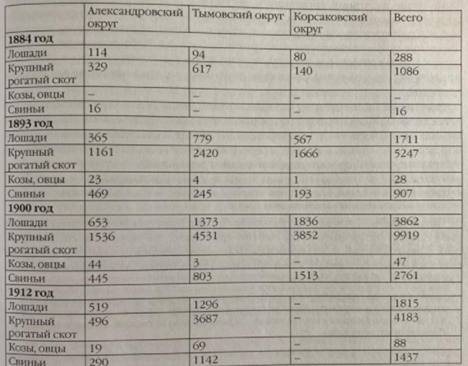 Александровский округ Тымовский округ Корсаковский округ Всего
1884 год
Лошади 114 94 80 288
Крупный рогатый скот 329 617 140 1086
Козы, овцы – – – –
Свиньи 16 – – 16
1893 год
Лошади 365 779 567 1711
Крупный рогатый скот 1161 2420 1666 5247
Козы, овцы 23 4 1 28
Свиньи 469 245 193 907
1900 год
Лошади 653 1373 1836 3862
Крупный рогатый скот 1536 4531 3852 9919
Козы, овцы 44 3 – 47
Свиньи 445 803 1513 2761
1912 год
Лошади 519 1296 – 1815
Крупный рогатый скот 496 3687 – 4183
Козы, овцы 19 69 – 88
Свиньи 290 1142 – 1437